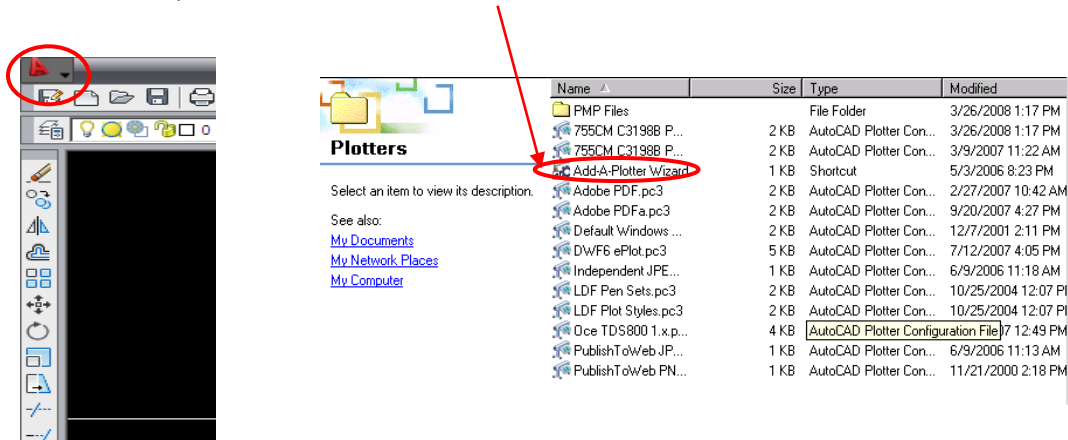 0
Plotters
Select an item to view its description.
See also:
My Documents
My Network Places
My Computer
Name Size Type Modified
PMP Files File Folder 3/26/2008 1:17 PM
755CM C3198B P... 2 KB AutoCAD Plotter Con... 3/26/2008 1:17 PM
755CM C3198B P... 2 KB AutoCAD Plotter Con... 3/9/2007 11:22 AM
Add-A-Plotter Wizard 1 KB Shortcut 5/3/2006 8:23 PM
Adobe PDF.pc3 2 KB AutoCAD Plotter Con... 2/27/2007 10:42 AM
Adobe PDFa.pc3 2 KB AutoCAD Plotter Con... 9/20/2007 4:27 PM
Default Windows ... 2 KB AutoCAD Plotter Con... 12/7/2001 2:11 PM
DWF6 ePlot.pc3 5 KB AutoCAD Plotter Con... 7/12/2007 4:05 PM
Independent JPE... 1 KB AutoCAD Plotter Con... 6/9/2006 11:18 AM
LDF Pen Sets.pc3 2 KB AutoCAD Plotter Con... 10/25/2004 12:07 P
LDF Plot Styles.pc3 2 KB AutoCAD Plotter Con... 10/25/2004 12:07 P
Oce TDS800 1.x.p... 4 KB AutoCAD Plotter Configuration File 7 12:49 PM
PublishToWeb JP... 1 KB AutoCAD Plotter Con... 6/9/2006 11:13 AM
PublishToWeb PN... 1 KB AutoCAD Plotter Con... 11/21/2000 2:18 PM